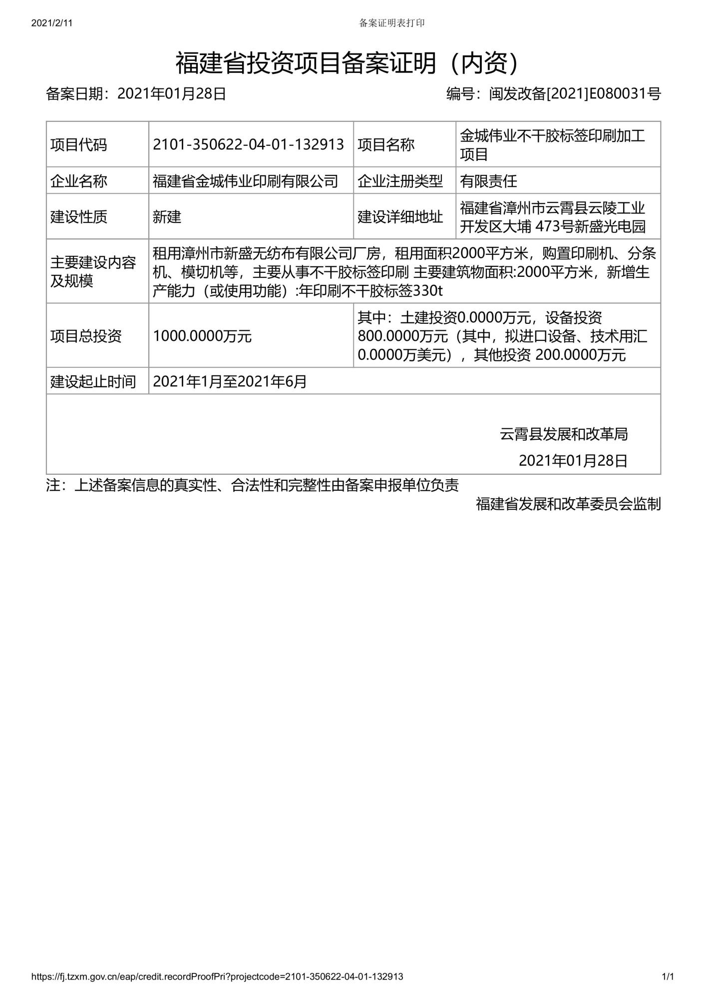 2021/2/11 备案证明表打印
福建省投资项目备案证明（内资）
备案日期：2021年01月28日 编号：闽发改备[2021]E080031号
项目代码 2101-350622-04-01-132913 项目名称 金城伟业不干胶标签印刷加工
项目
企业名称 福建省金城伟业印刷有限公司 企业注册类型 有限责任
建设性质 新建 建设详细地址 福建省漳州市云霄县云陵工业
开发区大埔 473号新盛光电园
主要建设内容
及规模
租用漳州市新盛无纺布有限公司厂房，租用面积2000平方米，购置印刷机、分条
机、模切机等，主要从事不干胶标签印刷 主要建筑物面积:2000平方米，新增生
产能力（或使用功能）:年印刷不干胶标签330t
项目总投资 1000.0000万元
其中：土建投资0.0000万元，设备投资
800.0000万元（其中，拟进口设备、技术用汇
0.0000万美元），其他投资 200.0000万元
建设起止时间 2021年1月至2021年6月
云霄县发展和改革局
2021年01月28日
注：上述备案信息的真实性、合法性和完整性由备案申报单位负责
福建省发展和改革委员会监制
https://fj.tzxm.gov.cn/eap/credit.recordProofPri?projectcode=2101-350622-04-01-132913 1/1